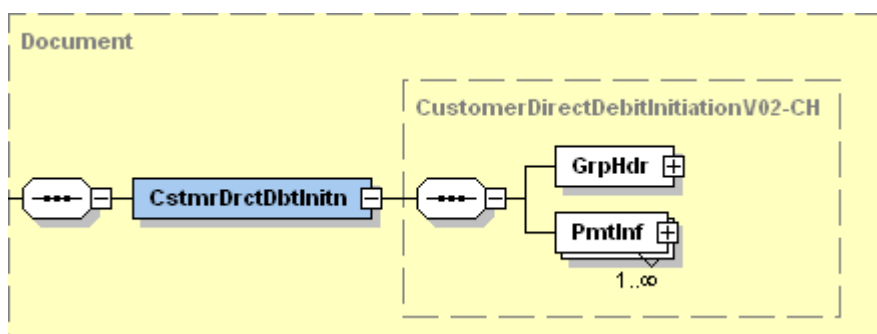 Document
CustomerDirectDebitInitiationV02-CH
GrpHdr
CstmrDrctDbtInitn
PmtInf
1..∞